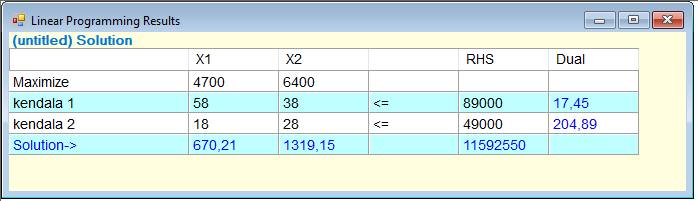 Linear Programming Results
(untitled) Solution
X1 X2 RHS Dual
Maximize 4700 6400
kendala 1 58 38 <= 89000 17,45
kendala 2 18 28 <= 49000 204,89
Solution-> 670,21 1319,15 11592550